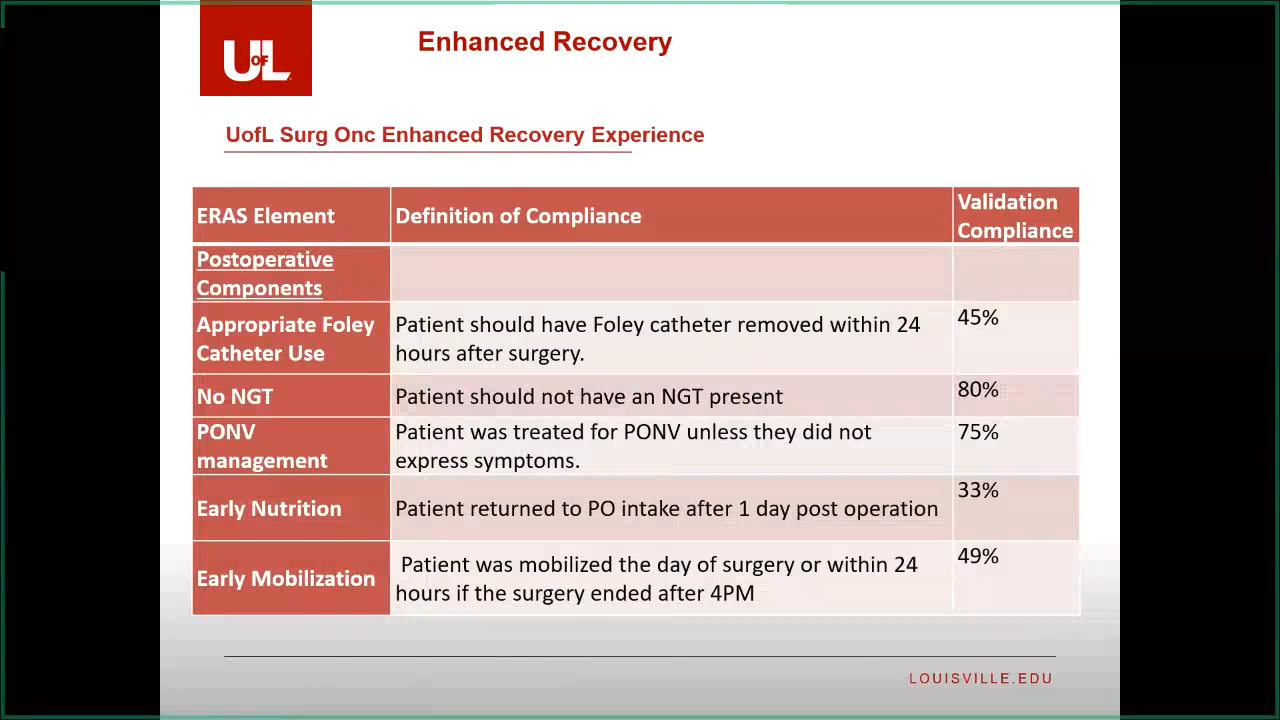 UOFL
Enhanced Recovery
UofL Surg Onc Enhanced Recovery Experience
ERAS Element
Definition of Compliance
Validation
Compliance
Postoperative
Components
Appropriate Foley
Catheter Use
Patient should have Foley catheter removed within 24
hours after surgery.
45%
No NGT
Patient should not have an NGT present
80%
PONV
management
Patient was treated for PONV unless they did not
express symptoms.
75%
Early Nutrition
Patient returned to PO intake after 1 day post operation
33%
Early Mobilization
Patient was mobilized the day of surgery or within 24
hours if the surgery ended after 4PM
49%
LOUISVILLE.EDU